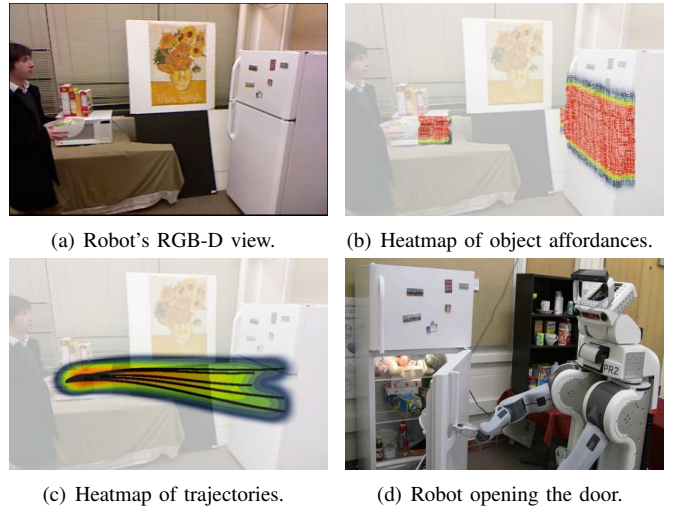 (a) Robot's RGB-D view.
(b) Heatmap of object affordances.
(c) Heatmap of trajectories.
PR2
(d) Robot opening the door.